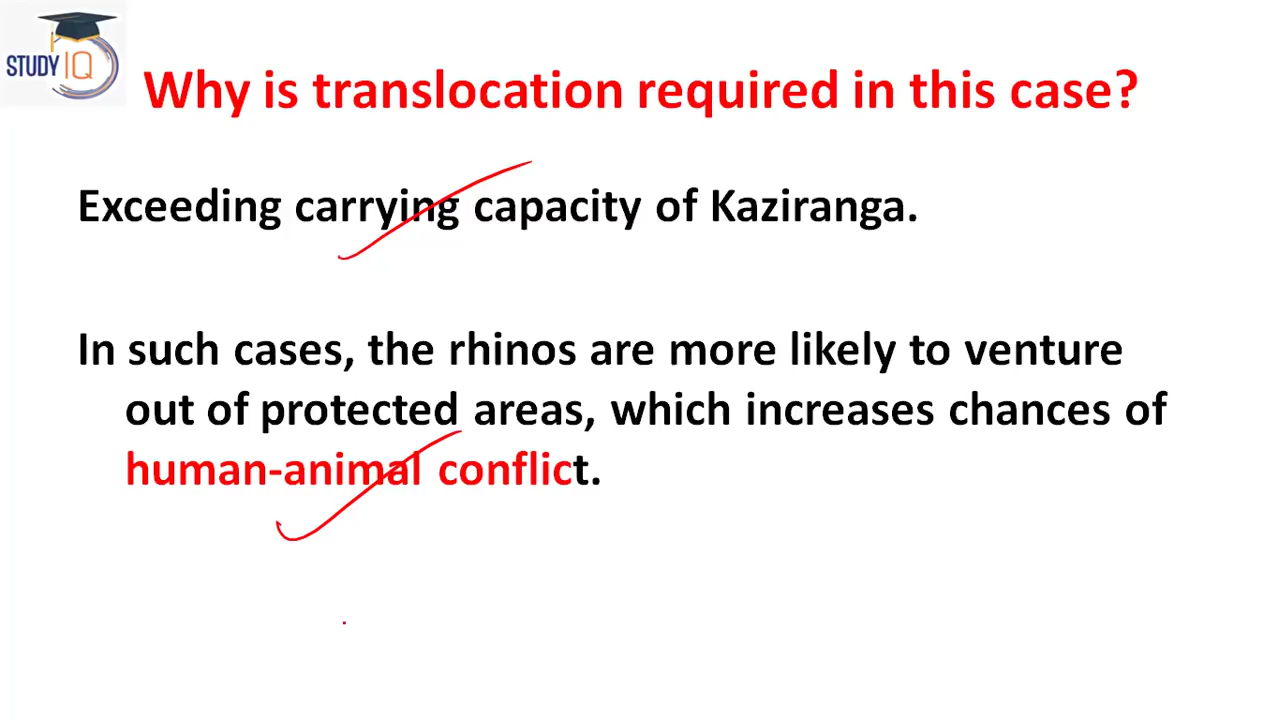 STUDY IQ
Why is translocation required in this case?
Exceeding carrying capacity of Kaziranga.
In such cases, the rhinos are more likely to venture
out of protected areas, which increases chances of
human-animal conflict.